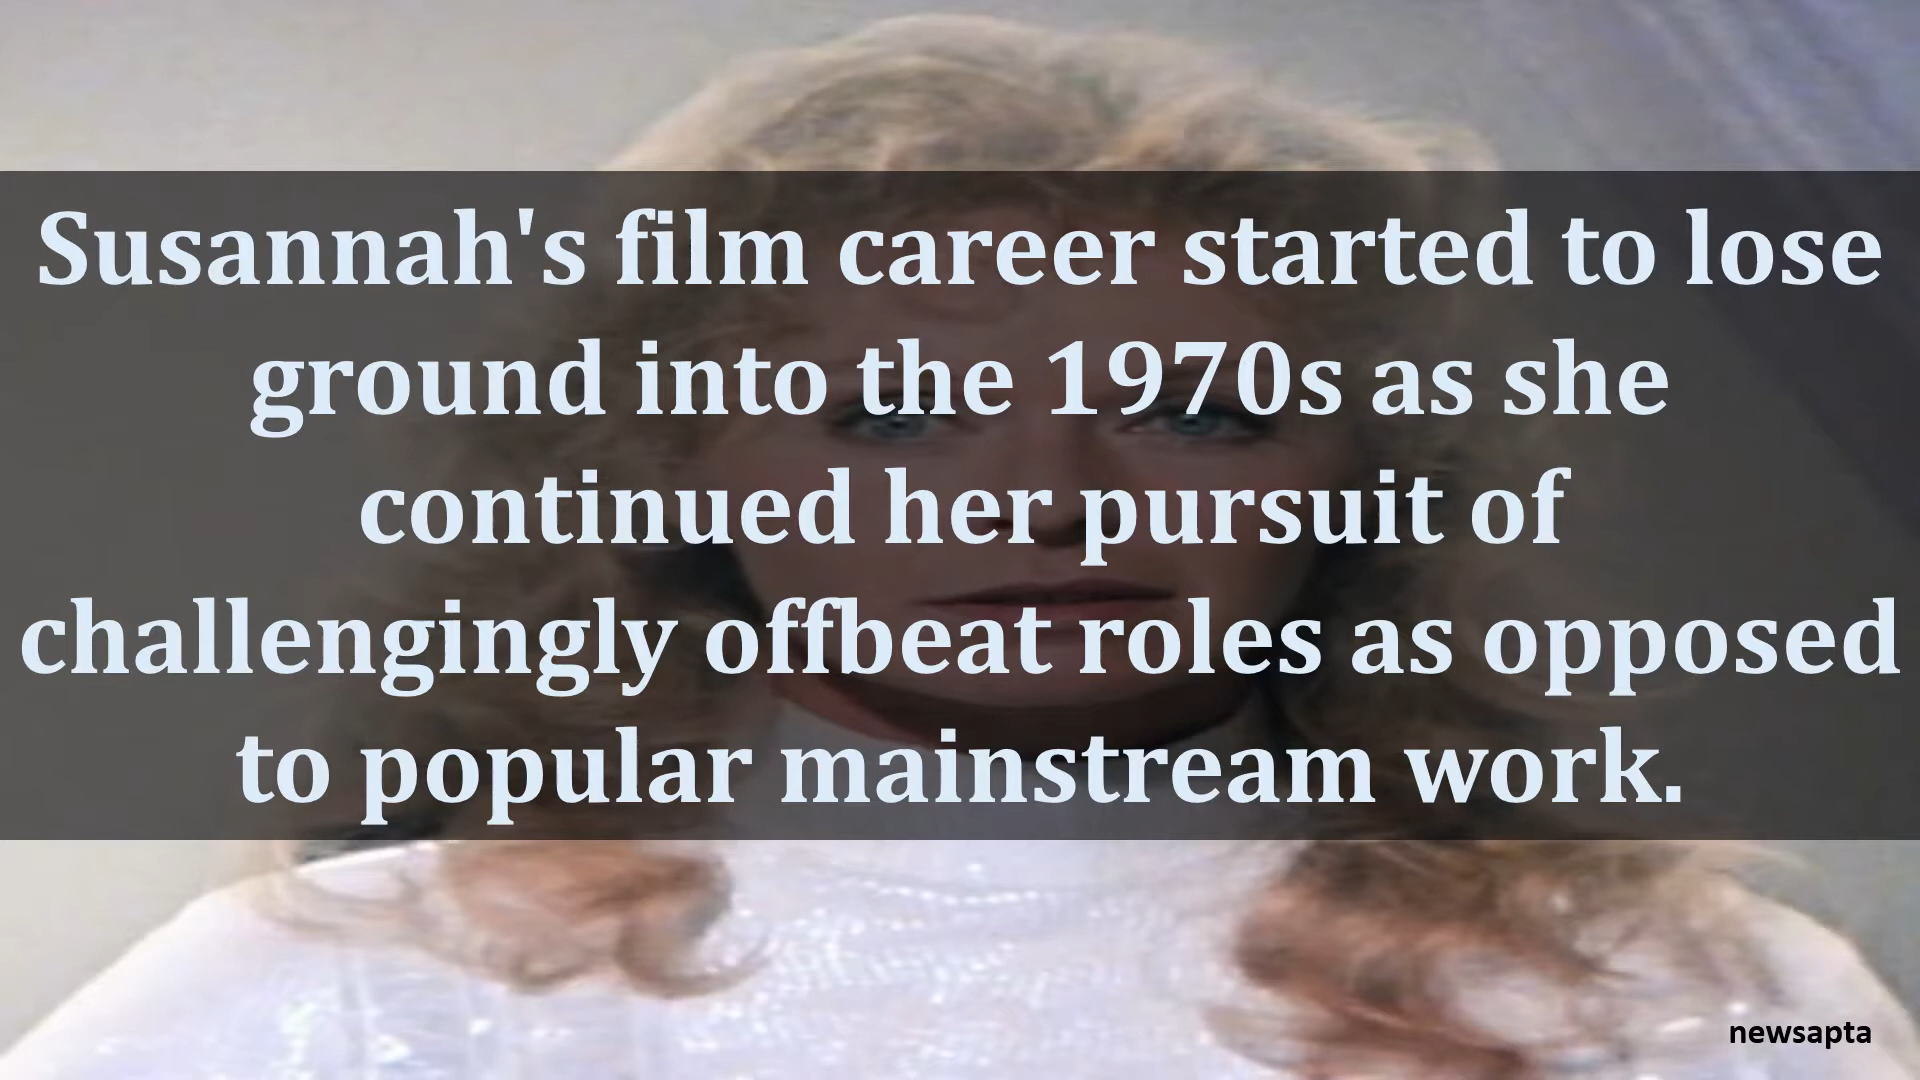 Susannah's film career started to lose
ground into the 1970s as she
continued her pursuit of
challengingly offbeat roles as opposed
to popular mainstream work.
newsapta